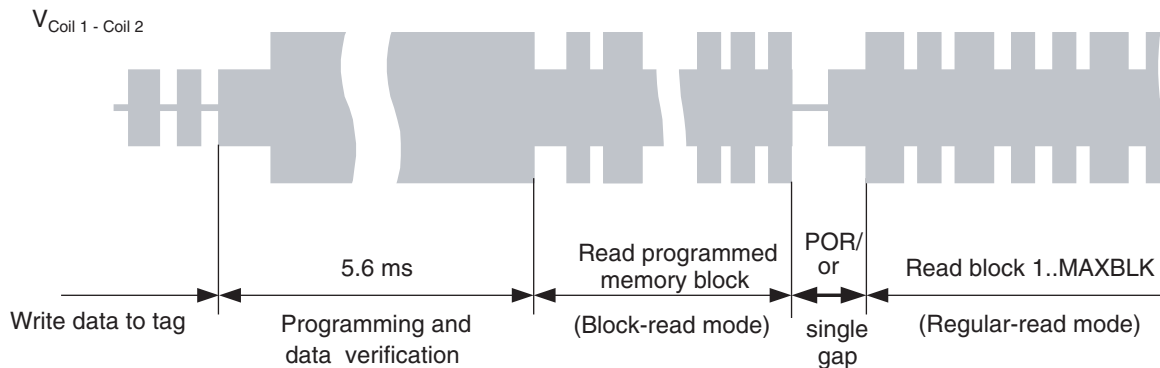 V Coil 1 - Coil 2
5.6 ms
Read programmed
memory block
POR/
or
Read block 1..MAXBLK
Write data to tag
Programming and
data verification
(Block-read mode)
single
gap
(Regular-read mode)